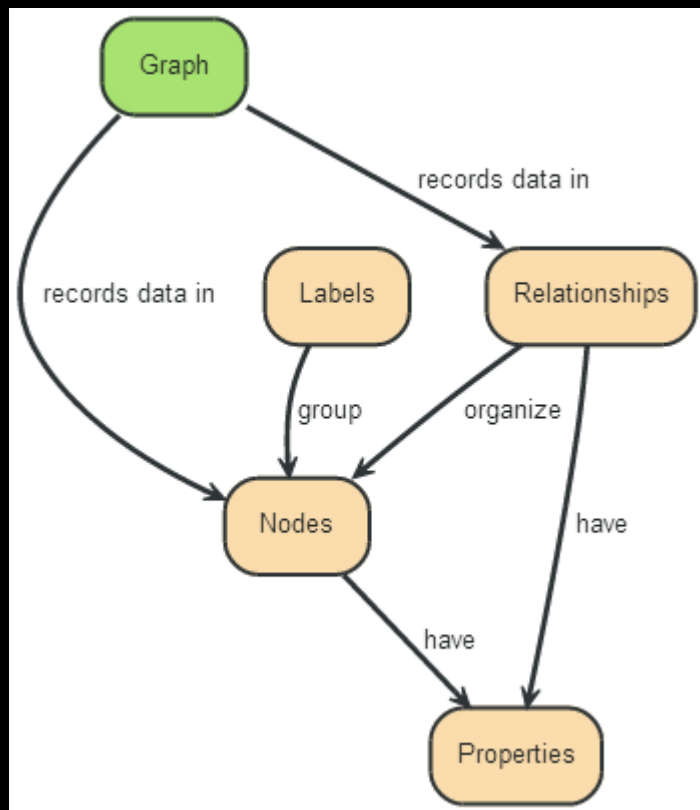 Graph
records data in
Labels
Relationships
records data in
group
organize
Nodes
have
have
Properties